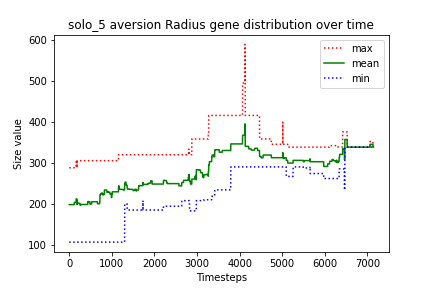 solo_5 aversion Radius gene distribution over time
600
500
400
300
200
100
Size value
max
mean
min
0
1000
2000
3000
4000
5000
6000
7000
Timesteps